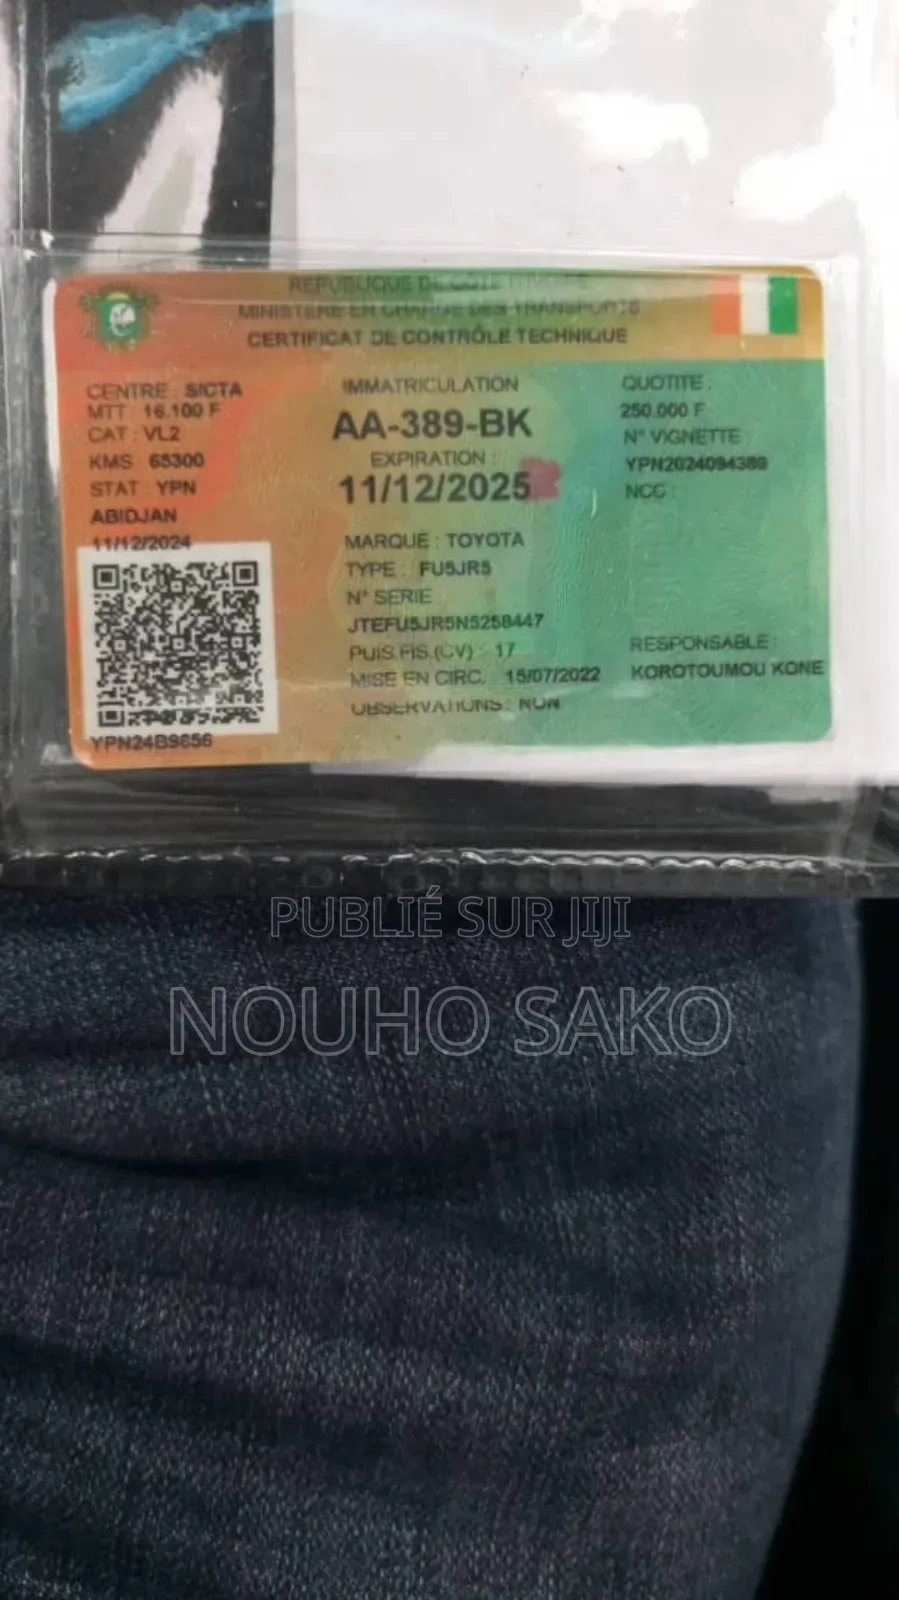 REPUBLIQUE DE COTE D'IVOIRE
MINISTERE EN CHARGE DES TRANSPORTS
CERTIFICAT DE CONTRÔLE TECHNIQUE
CENTRE : SICTA
MTT : 16.100 F
CAT : VL2
KMS 65300
STAT : YPN
ABIDJAN
11/12/2024
YPN24B9656
IMMATRICULATION
AA-389-BK
EXPIRATION :
11/12/2025
MARQUE : TOYOTA
TYPE : FU5JR5
N° SERIE
JTEFU5JR5N5258447
PUIS.FIS.(CV) : 17
MISE EN CIRC. 15/07/2022
OBSERVATIONS : NON
QUOTITE :
250.000 F
N° VIGNETTE
YPN2024094389
NCC :
RESPONSABLE :
KOROTOUMOU KONE
PUBLIÉ SUR JIJI
NOUHO SAKO